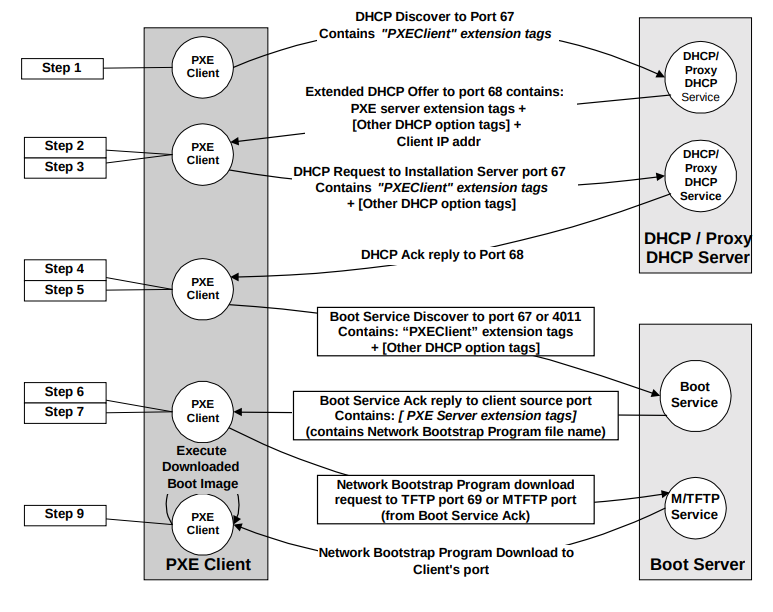 DHCP Discover to Port 67
Contains "PXEClient" extension tags
Step 1
PXE
Client
DHCP/
Proxy
DHCP
Service
Extended DHCP Offer to port 68 contains:
PXE server extension tags +
[Other DHCP option tags] +
Client IP addr
Step 2
Step 3
PXE
Client
DHCP/
Proxy
DHCP
Service
DHCP Request to Installation Server port 67
Contains "PXEClient" extension tags
+ [Other DHCP option tags]
DHCP / Proxy
DHCP Server
DHCP Ack reply to Port 68
Step 4
Step 5
PXE
Client
Boot Service Discover to port 67 or 4011
Contains: “PXEClient” extension tags
+ [Other DHCP option tags]
Step 6
Step 7
PXE
Client
Boot
Service
Boot Service Ack reply to client source port
Contains: [ PXE Server extension tags]
(contains Network Bootstrap Program file name)
Execute
Downloaded
Boot Image
Network Bootstrap Program download
request to TFTP port 69 or MTFTP port
(from Boot Service Ack)
M/TFTP
Service
Step 9
PXE
Client
Network Bootstrap Program Download to
Client's port
PXE Client
Boot Server